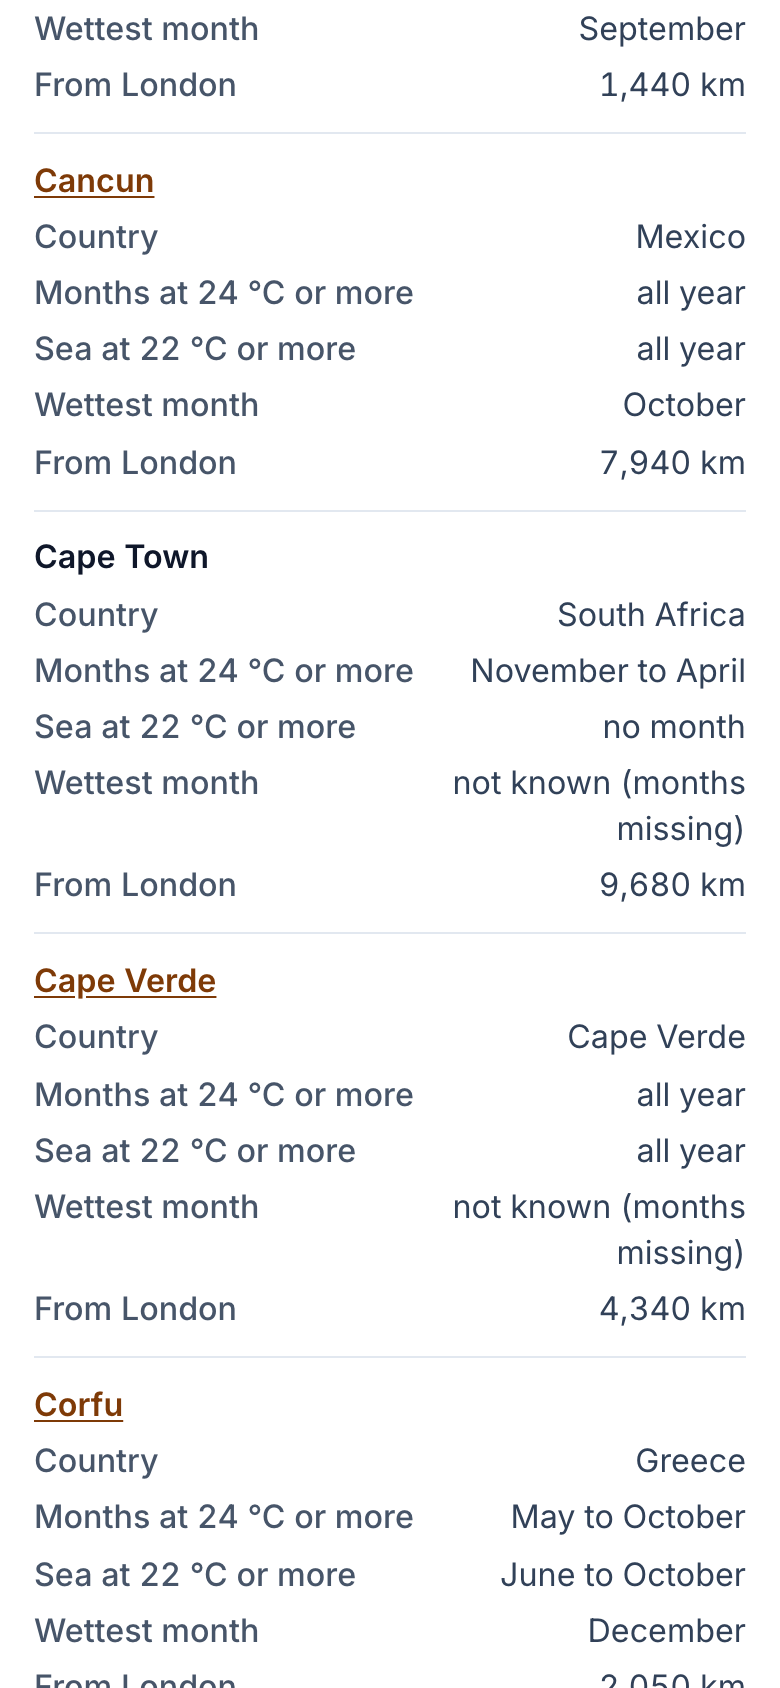 Wettest month September
From London 1,440 km
Cancun
Country Mexico
Months at 24 °C or more all year
Sea at 22 °C or more all year
Wettest month October
From London 7,940 km
Cape Town
Country South Africa
Months at 24 °C or more November to April
Sea at 22 °C or more no month
Wettest month not known (months
missing)
From London 9,680 km
Cape Verde
Country Cape Verde
Months at 24 °C or more all year
Sea at 22 °C or more all year
Wettest month not known (months
missing)
From London 4,340 km
Corfu
Country Greece
Months at 24 °C or more May to October
Sea at 22 °C or more June to October
Wettest month December
From London 2,050 km